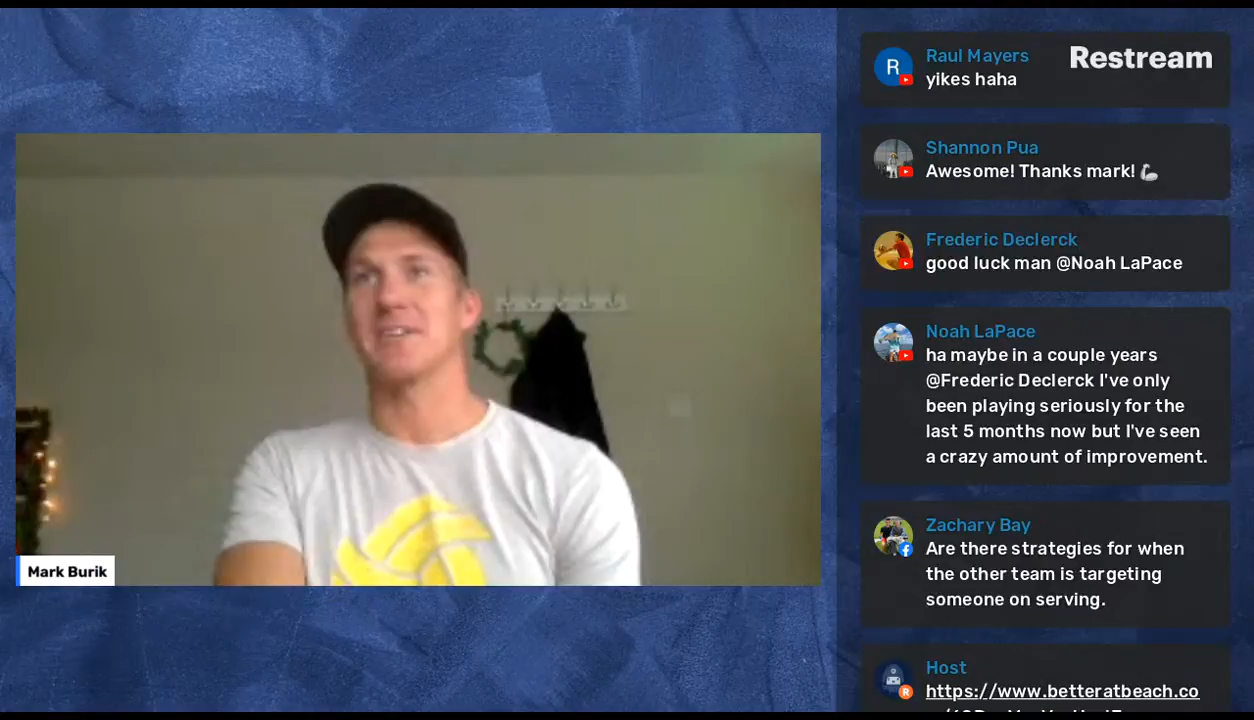 Restream
Raul Mayers
yikes haha
Shannon Pua
Awesome! Thanks mark! 🦾
Frederic Declerck
good luck man @Noah LaPace
Noah LaPace
ha maybe in a couple years
@Frederic Declerck I've only
been playing seriously for the
last 5 months now but I've seen
a crazy amount of improvement.
Zachary Bay
Are there strategies for when
the other team is targeting
someone on serving.
Host
https://www.betteratbeach.co
Mark Burik